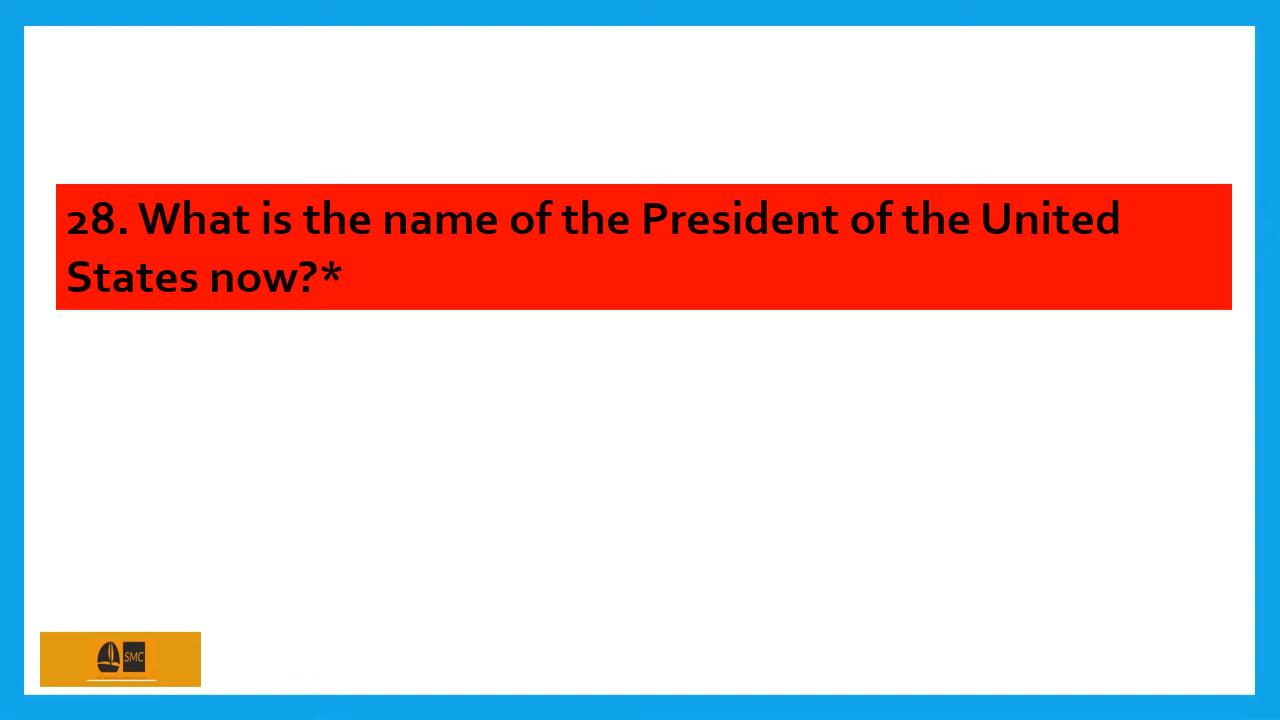 28. What is the name of the President of the United
States now?*
SMC